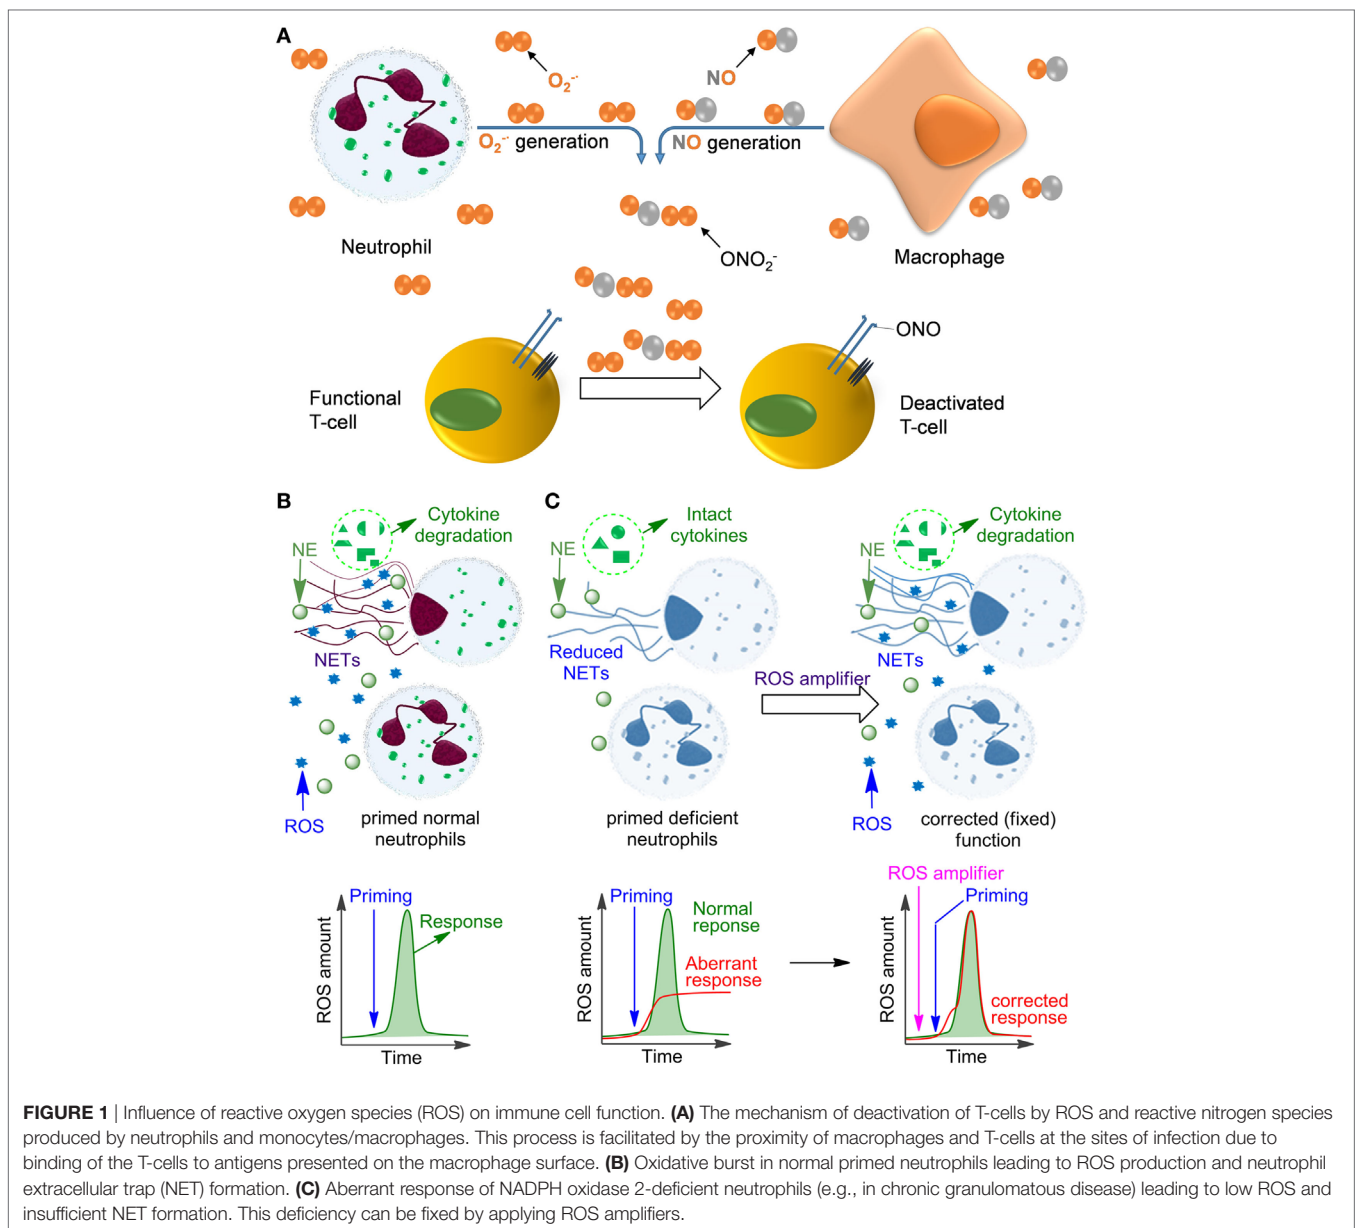 A
O₂⁻·
NO
O₂⁻· generation
NO generation
Neutrophil
ONO₂⁻
Macrophage
Functional
T-cell
ONO
Deactivated
T-cell
B
Cytokine
degradation
NE
NETs
ROS
primed normal
neutrophils
C
Intact
cytokines
NE
Reduced
NETs
primed deficient
neutrophils
ROS amplifier
Cytokine
degradation
NE
NETs
ROS
corrected (fixed)
function
ROS amount
Priming
Response
Time
ROS amount
Priming
Normal
reponse
Aberrant
response
Time
ROS amplifier
ROS amount
Priming
corrected
response
Time
FIGURE 1 | Influence of reactive oxygen species (ROS) on immune cell function. (A) The mechanism of deactivation of T-cells by ROS and reactive nitrogen species
produced by neutrophils and monocytes/macrophages. This process is facilitated by the proximity of macrophages and T-cells at the sites of infection due to
binding of the T-cells to antigens presented on the macrophage surface. (B) Oxidative burst in normal primed neutrophils leading to ROS production and neutrophil
extracellular trap (NET) formation. (C) Aberrant response of NADPH oxidase 2-deficient neutrophils (e.g., in chronic granulomatous disease) leading to low ROS and
insufficient NET formation. This deficiency can be fixed by applying ROS amplifiers.